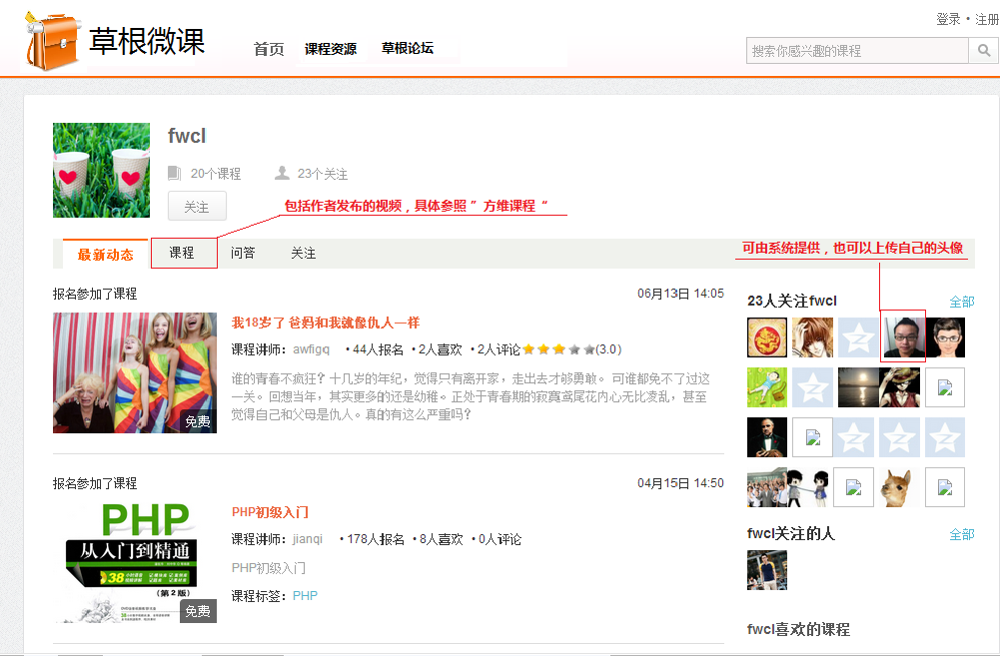 登录 • 注册
草根微课
首页 课程资源 草根论坛
搜索你感兴趣的课程
fwcl
20个课程 23个关注
关注
包括作者发布的视频，具体参照 ＂方维课程＂
最新动态 课程 问答 关注
可由系统提供，也可以上传自己的头像
报名参加了课程 06月13日 14:05
我18岁了 爸妈和我就像仇人一样
课程讲师：awfigq •44人报名 •2人喜欢 •2人评论 (3.0)
谁的青春不疯狂？十几岁的年纪，觉得只有离开家，走出去才够勇敢。 可谁都免不了过这
一关。回想当年，其实更多的还是幼稚。正处于青春期的寂寞鸢尾花内心无比凌乱，甚至
觉得自己和父母是仇人。真的有这么严重吗？
免费
报名参加了课程 04月15日 14:50
PHP
从入门到精通
38
(第2版)
免费
PHP初级入门
课程讲师：jianqi •178人报名 •8人喜欢 •0人评论
PHP初级入门
课程标签：PHP
23人关注fwcl 全部
fwcl关注的人 全部
fwcl喜欢的课程